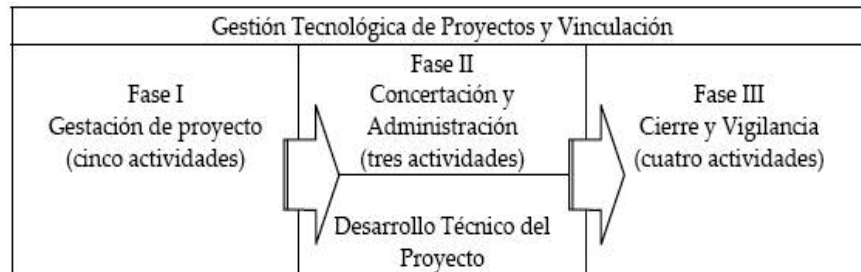 Gestión Tecnológica de Proyectos y Vinculación
Fase I
Gestación de proyecto
(cinco actividades)
Fase II
Concertación y
Administración
(tres actividades)
Desarrollo Técnico del
Proyecto
Fase III
Cierre y Vigilancia
(cuatro actividades)